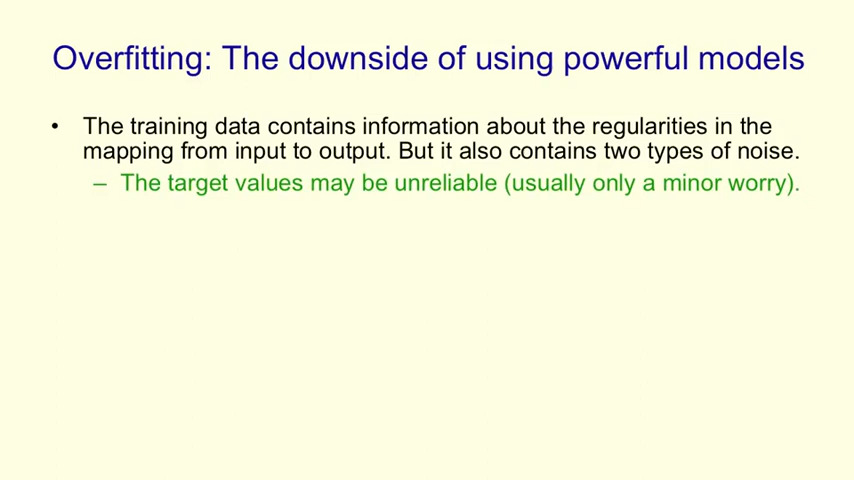 Overfitting: The downside of using powerful models
• The training data contains information about the regularities in the
mapping from input to output. But it also contains two types of noise.
– The target values may be unreliable (usually only a minor worry).